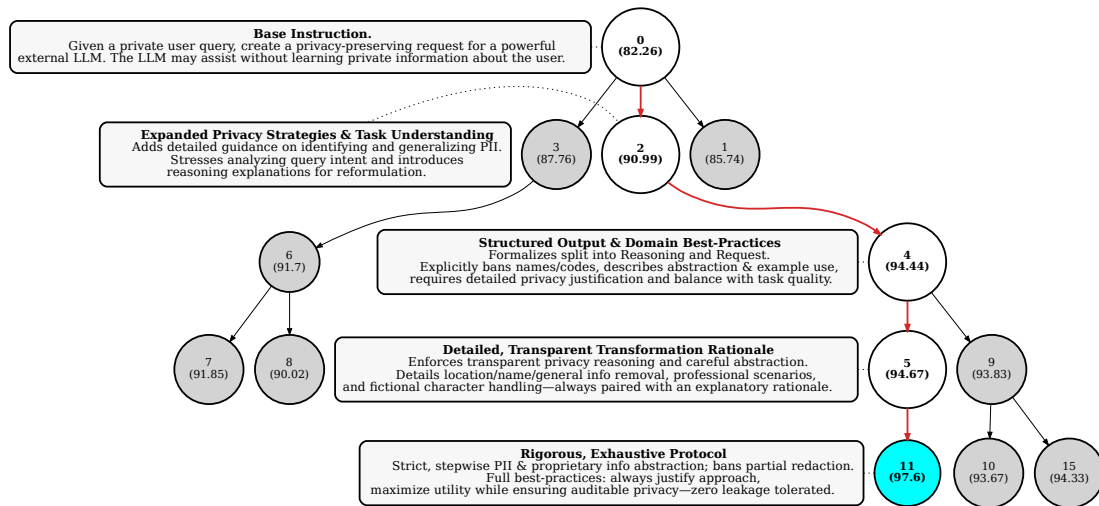 Base Instruction.
Given a private user query, create a privacy-preserving request for a powerful
external LLM. The LLM may assist without learning private information about the user.
0
(82.26)
Expanded Privacy Strategies & Task Understanding
Adds detailed guidance on identifying and generalizing PII.
Stresses analyzing query intent and introduces
reasoning explanations for reformulation.
3
(87.76)
2
(90.99)
1
(85.74)
6
(91.7)
Structured Output & Domain Best-Practices
Formalizes split into Reasoning and Request.
Explicitly bans names/codes, describes abstraction & example use,
requires detailed privacy justification and balance with task quality.
4
(94.44)
7
(91.85)
8
(90.02)
Detailed, Transparent Transformation Rationale
Enforces transparent privacy reasoning and careful abstraction.
Details location/name/general info removal, professional scenarios,
and fictional character handling—always paired with an explanatory rationale.
5
(94.67)
9
(93.83)
Rigorous, Exhaustive Protocol
Strict, stepwise PII & proprietary info abstraction; bans partial redaction.
Full best-practices: always justify approach,
maximize utility while ensuring auditable privacy—zero leakage tolerated.
11
(97.6)
10
(93.67)
15
(94.33)